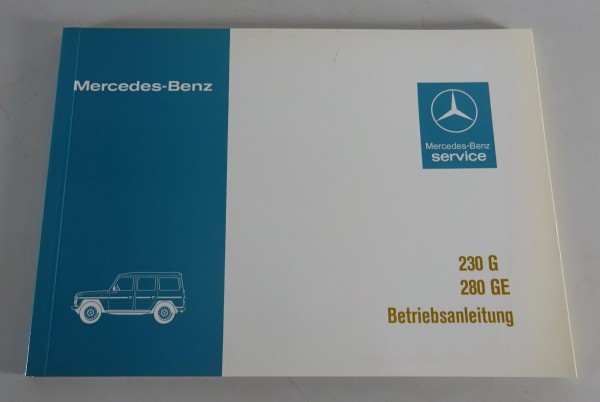 Mercedes-Benz
Mercedes-Benz
service
230 G
280 GE
Betriebsanleitung